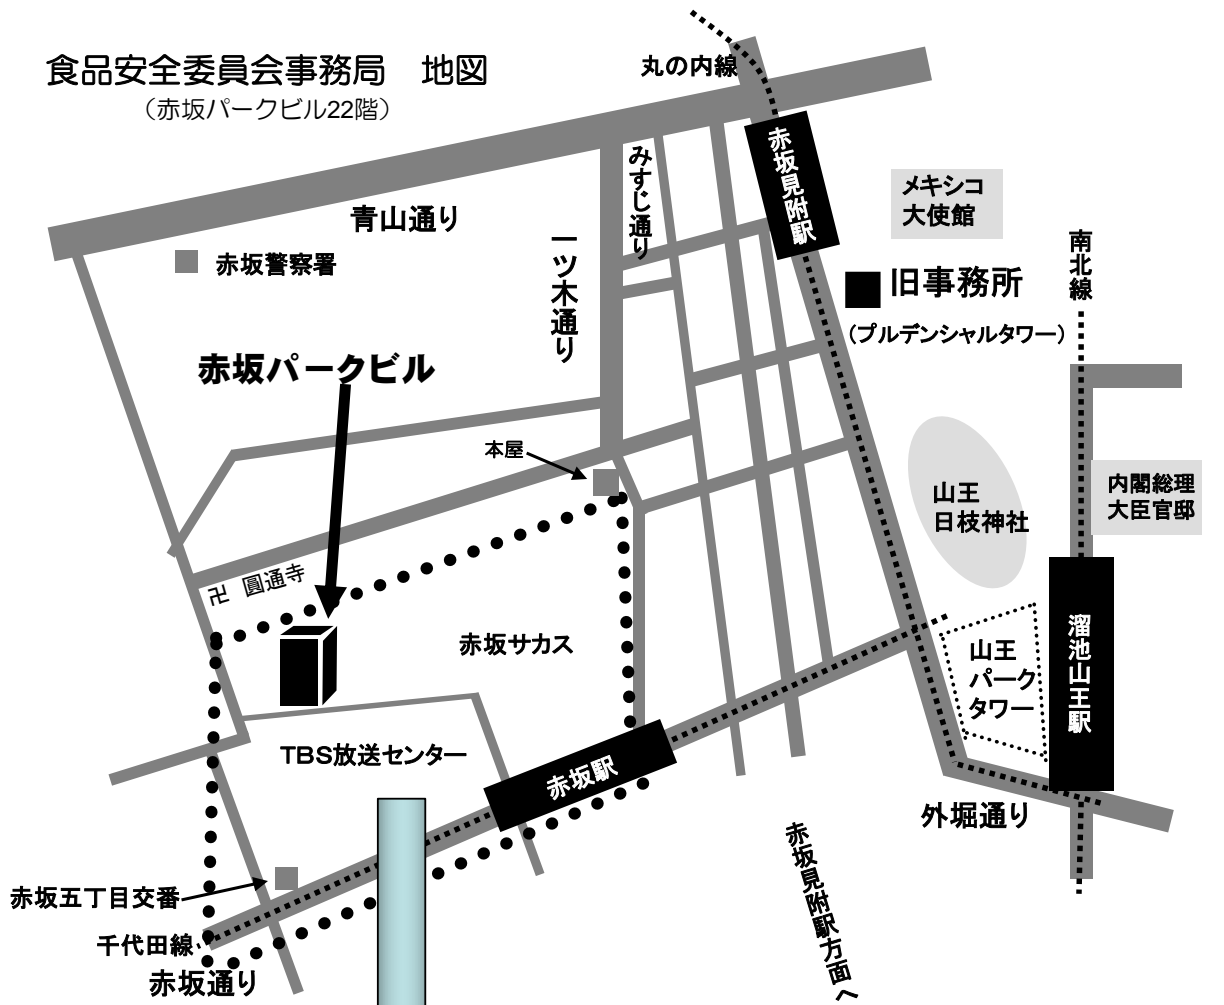 食品安全委員会事務局　地図
（赤坂パークビル22階）
丸の内線
赤坂見附駅
みすじ通り
メキシコ
大使館
青山通り
一ツ木通り
南北線
赤坂警察署
旧事務所
（プルデンシャルタワー）
赤坂パークビル
本屋
山王
日枝神社
内閣総理
大臣官邸
卍　圓通寺
赤坂サカス
山王
パーク
タワー
溜池山王駅
TBS放送センター
赤坂駅
外堀通り
赤坂見附駅方面へ
赤坂五丁目交番
千代田線
赤坂通り